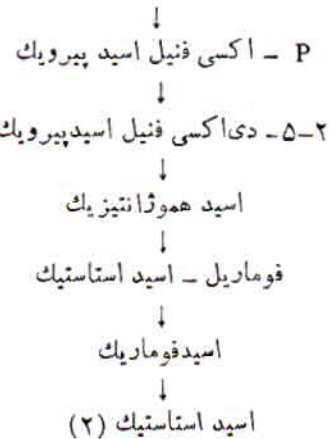 ↓
P ـ اکسی فنیل اسید پیرویك
↓
۲ـ۵ـ دی‌اکسی فنیل اسیدپیرویك
↓
اسید هموژانتیزیك
↓
فوماریل ـ اسید استاستیك
↓
اسیدفوماریك
↓
اسید استاستیك (۲)